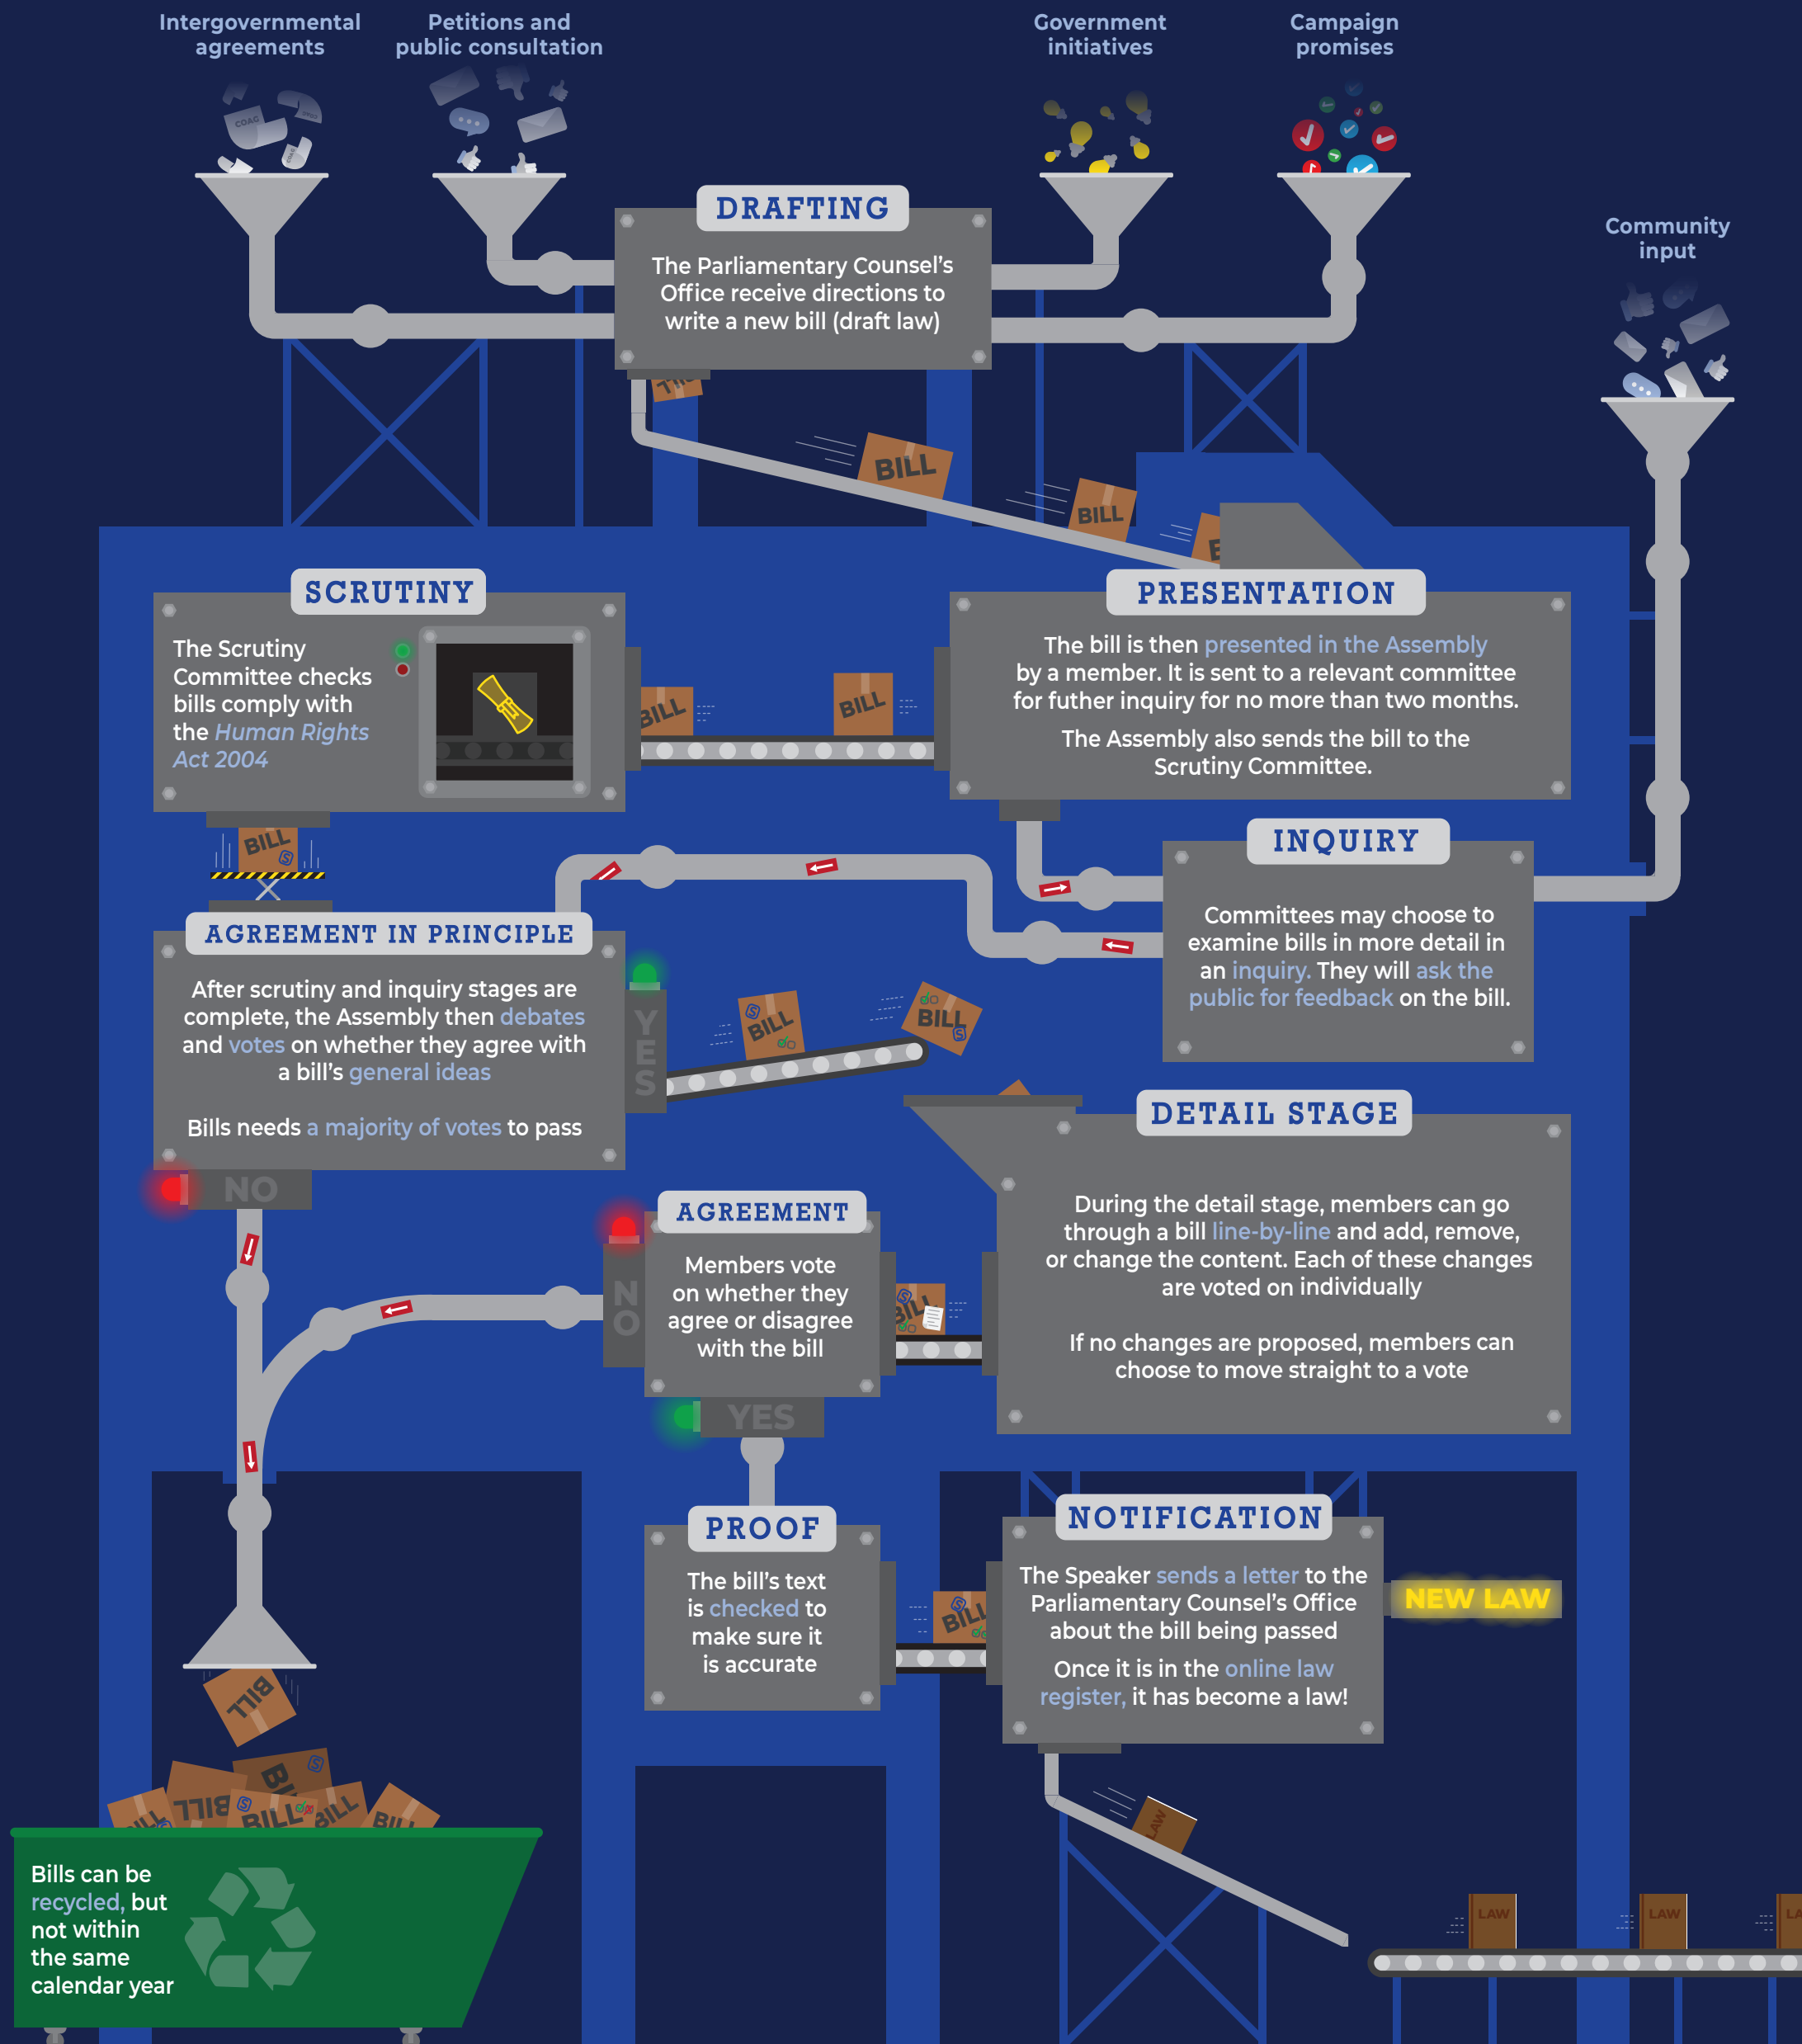 Intergovernmental
agreements
Petitions and
public consultation
Government
initiatives
Campaign
promises
Community
input
COAG
DRAFTING
The Parliamentary Counsel's
Office receive directions to
write a new bill (draft law)
BILL
BILL
SCRUTINY
The Scrutiny
Committee checks
bills comply with
the Human Rights
Act 2004
BILL
BILL
PRESENTATION
The bill is then presented in the Assembly
by a member. It is sent to a relevant committee
for futher inquiry for no more than two months.
The Assembly also sends the bill to the
Scrutiny Committee.
BILL
S
INQUIRY
Committees may choose to
examine bills in more detail in
an inquiry. They will ask the
public for feedback on the bill.
AGREEMENT IN PRINCIPLE
After scrutiny and inquiry stages are
complete, the Assembly then debates
and votes on whether they agree with
a bill's general ideas
Bills needs a majority of votes to pass
YES
S
BILL
BILL
S
NO
DETAIL STAGE
During the detail stage, members can go
through a bill line-by-line and add, remove,
or change the content. Each of these changes
are voted on individually
If no changes are proposed, members can
choose to move straight to a vote
AGREEMENT
Members vote
on whether they
agree or disagree
with the bill
NO
S
BILL
YES
PROOF
The bill's text
is checked to
make sure it
is accurate
S
BILL
NOTIFICATION
The Speaker sends a letter to the
Parliamentary Counsel's Office
about the bill being passed
Once it is in the online law
register, it has become a law!
NEW LAW
BILL
S
BILL
BILL
S
BILL
BILL
BILL
Bills can be
recycled, but
not within
the same
calendar year
LAW
LAW
LAW